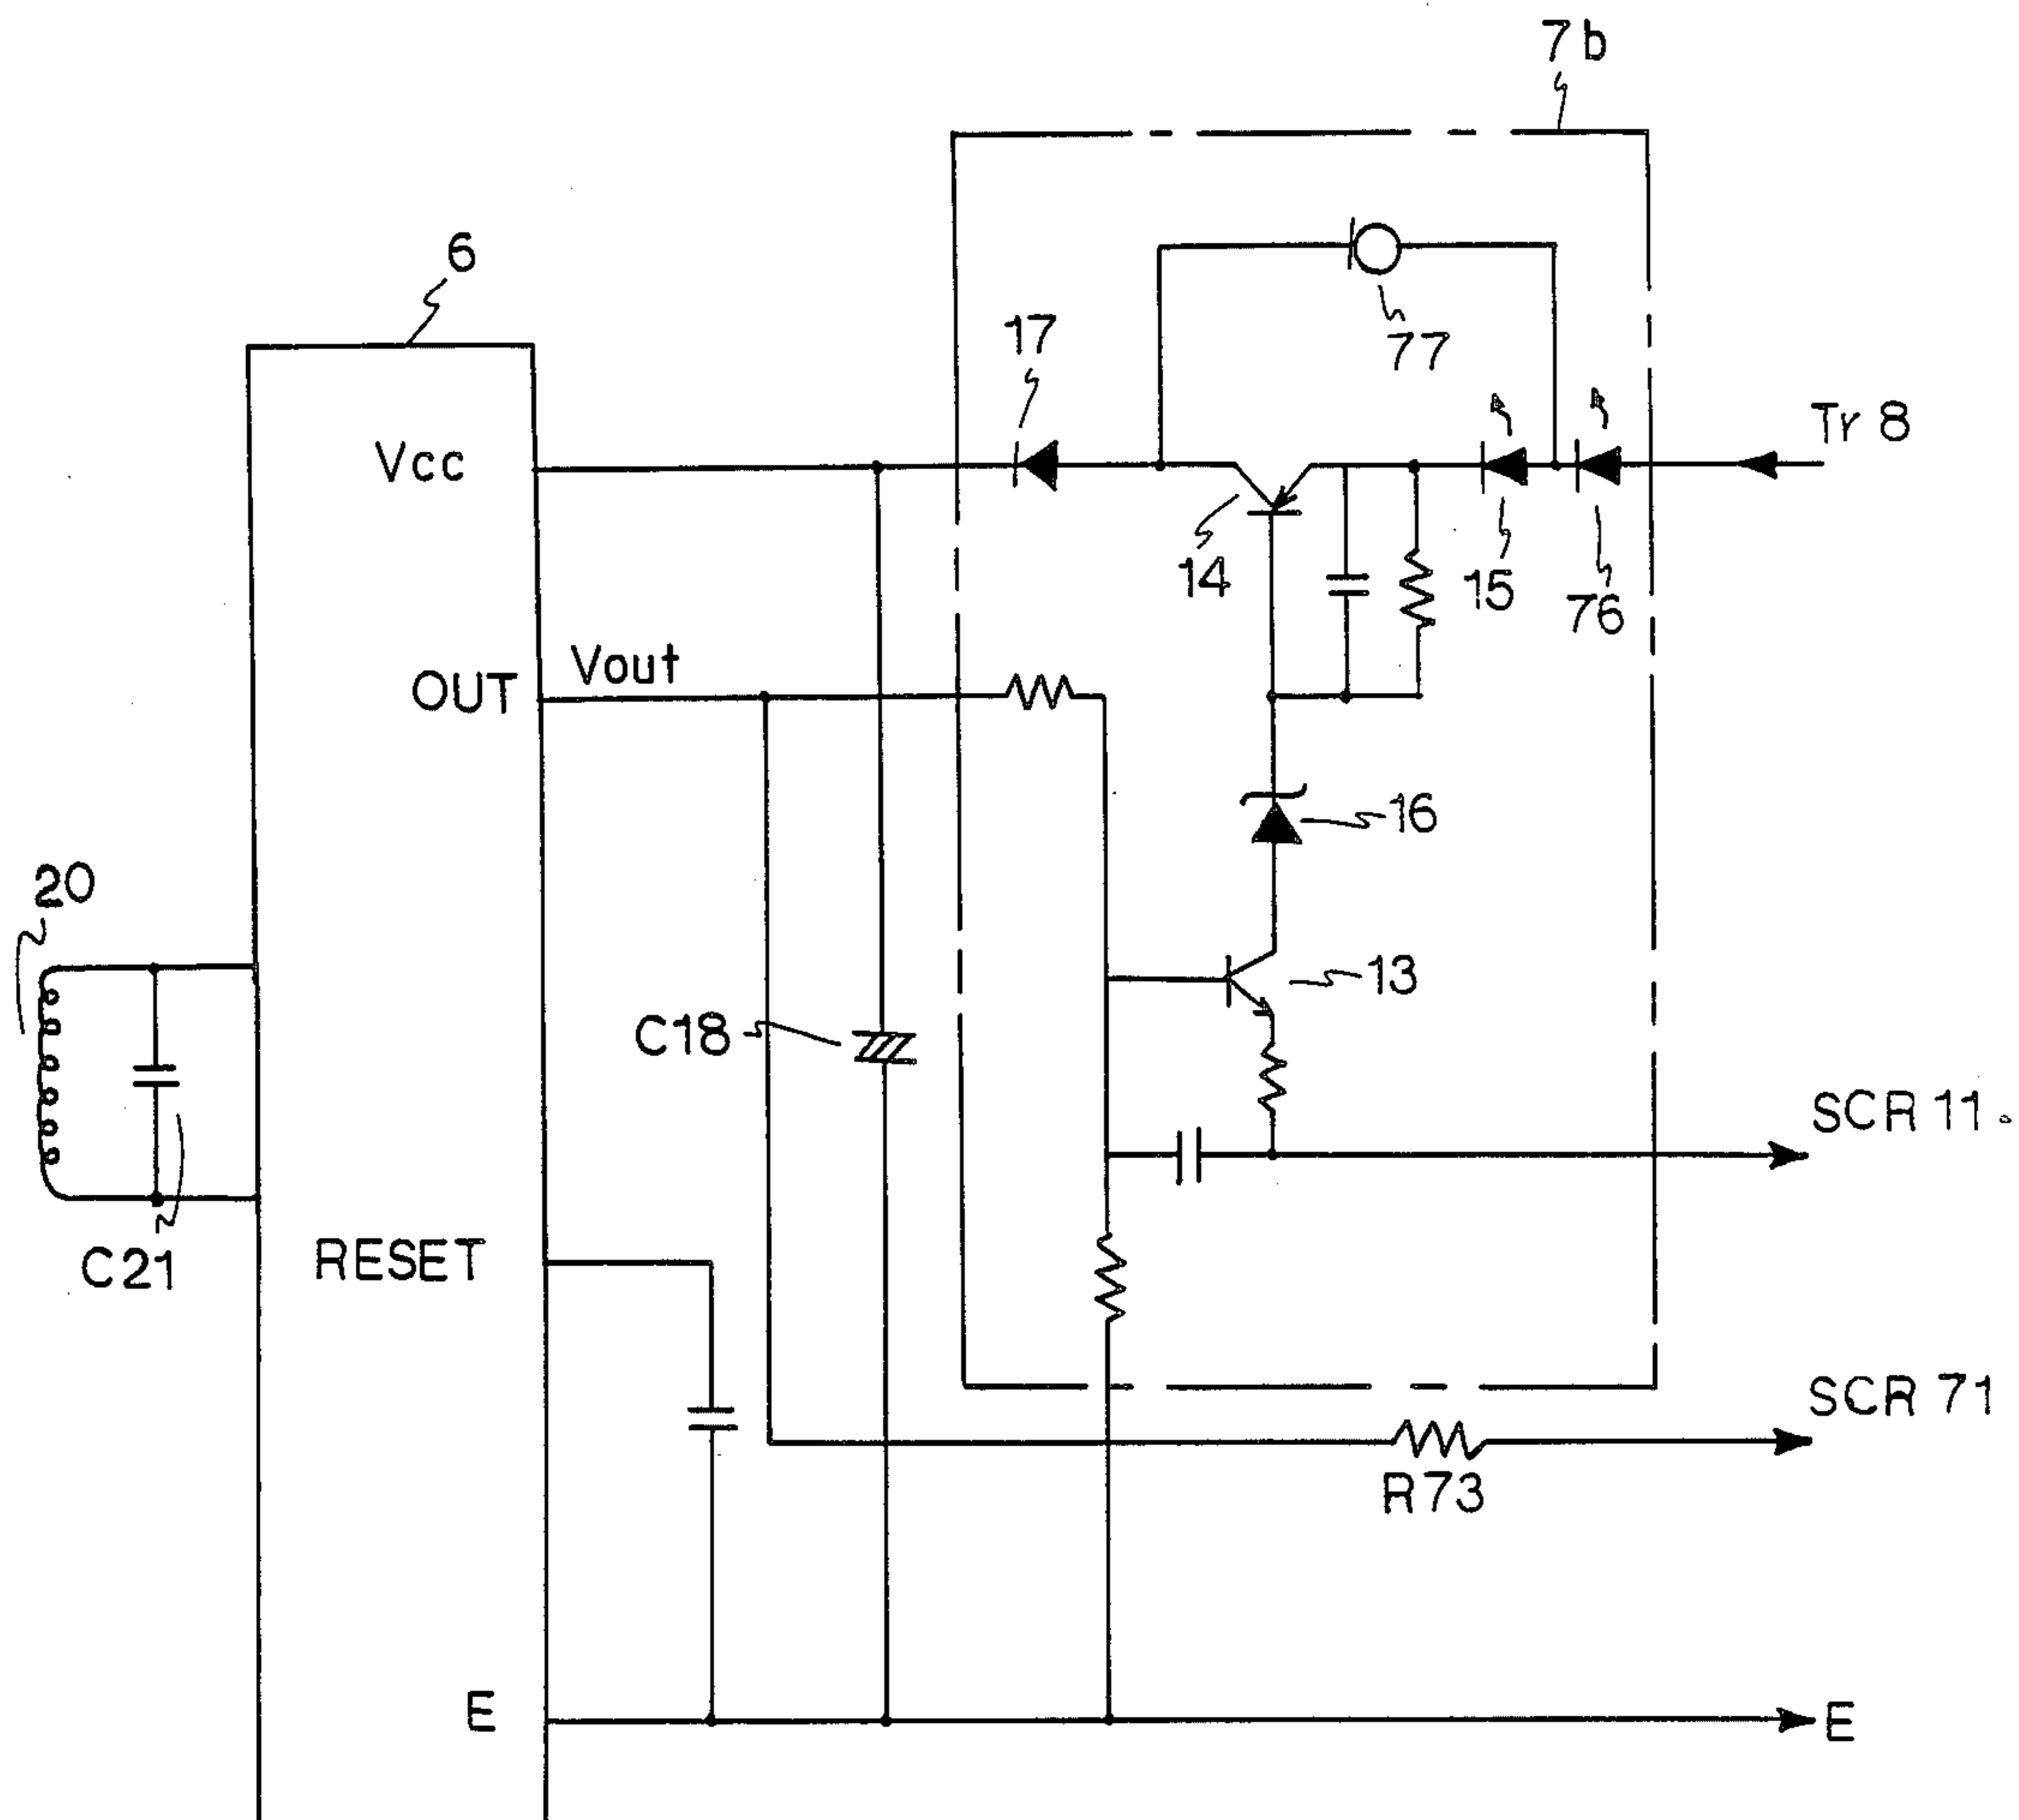 7b
6
17
77
Tr 8
Vcc
14
15
76
Vout
OUT
16
20
13
C18
SCR 11
C21
RESET
SCR 71
R73
E
E